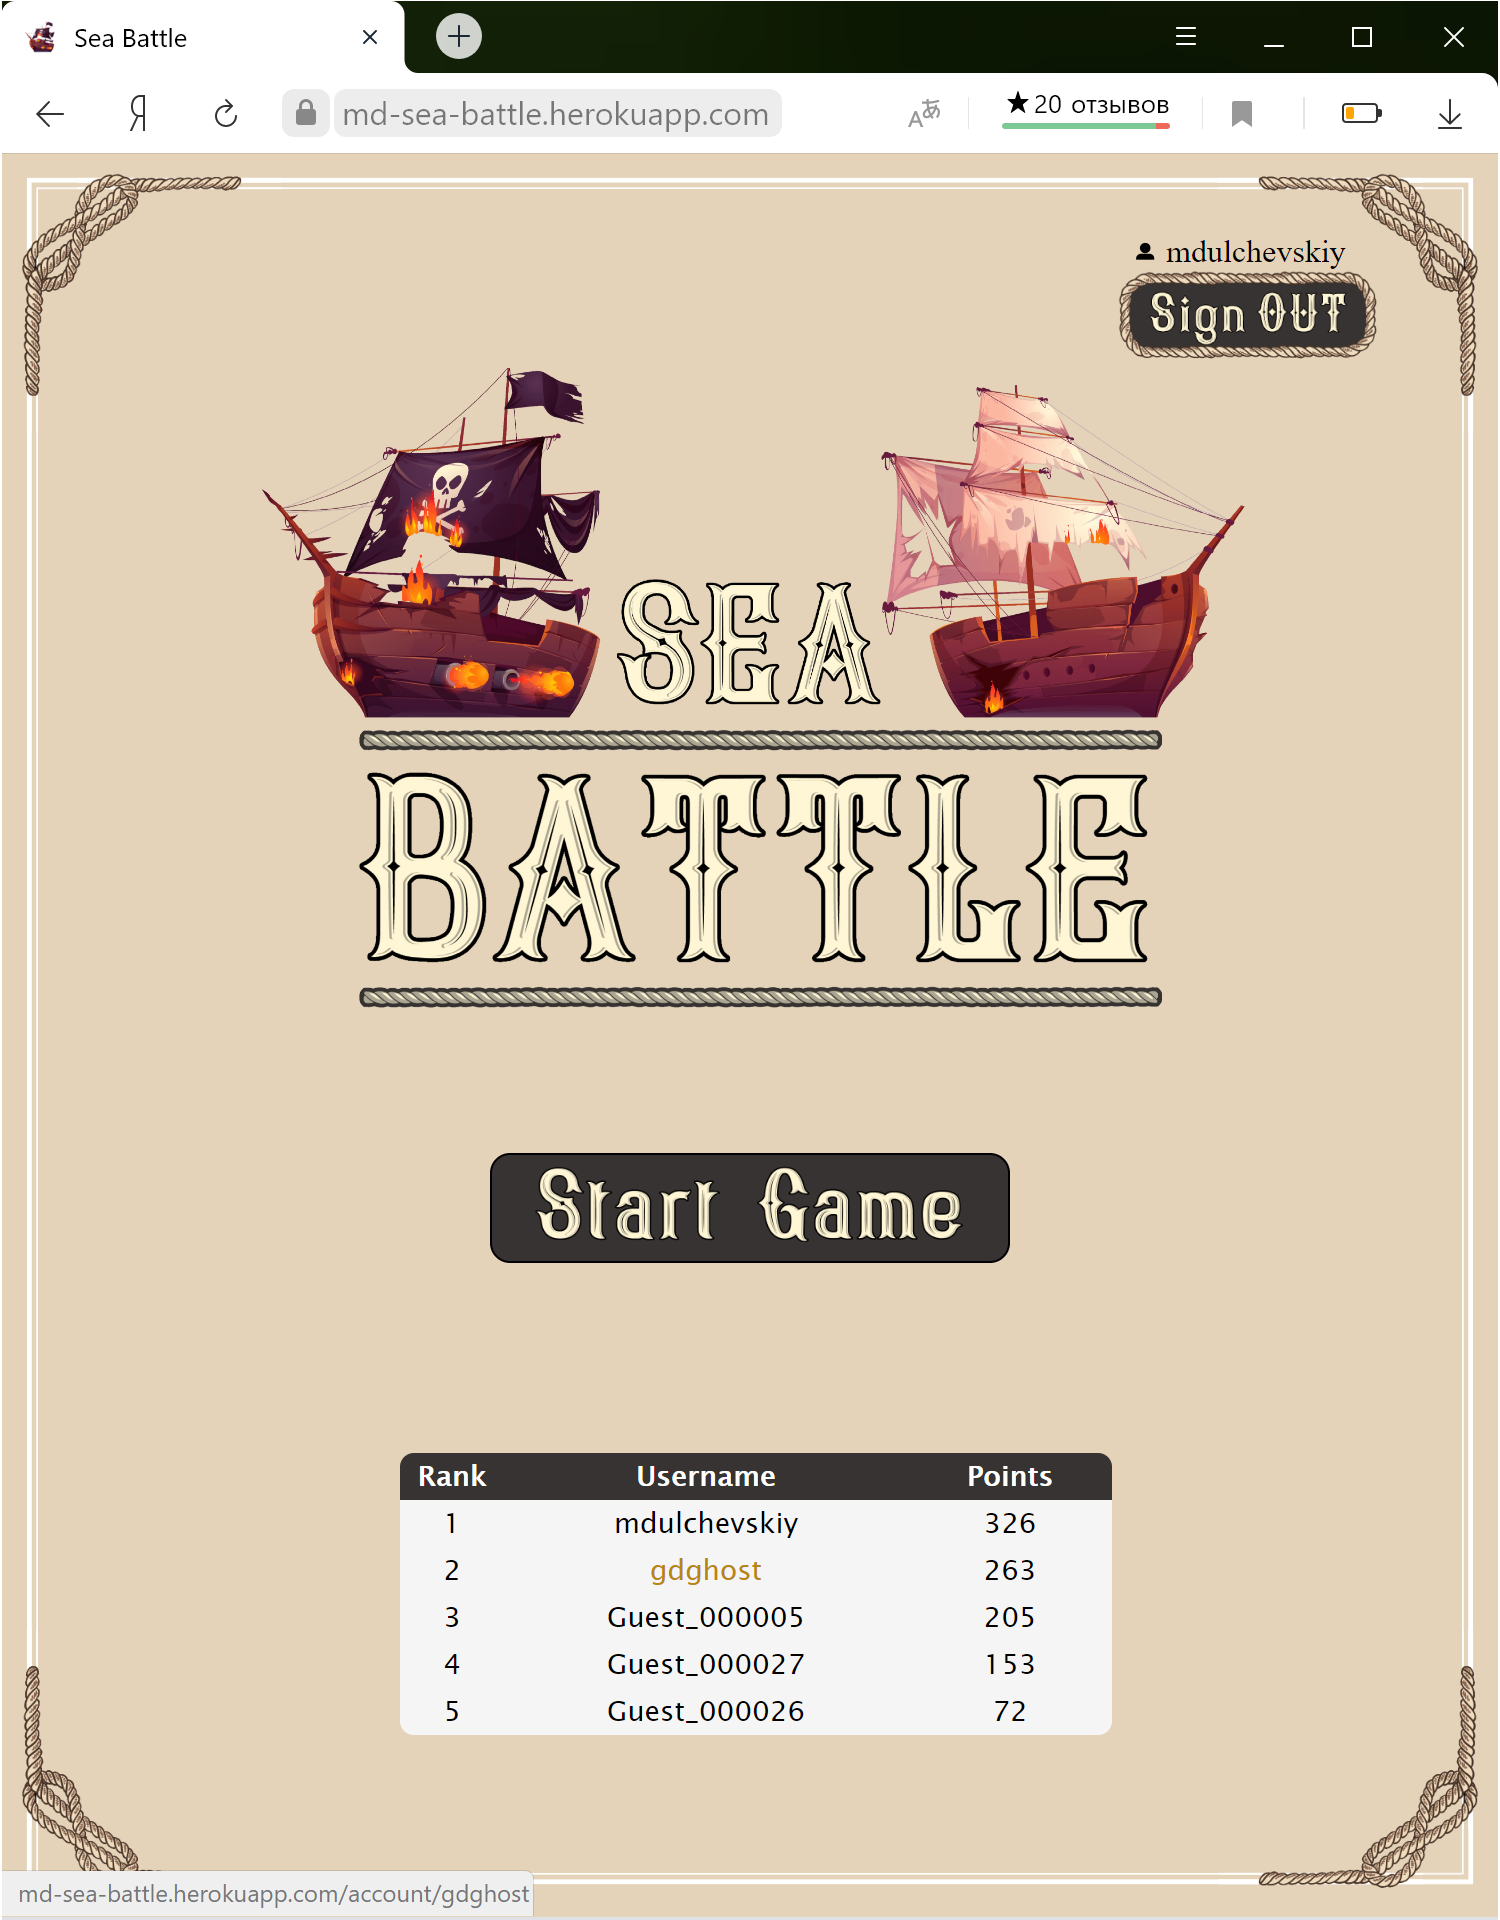 Sea Battle
Я
md-sea-battle.herokuapp.com
★20 отзывов
mdulchevskiy
Sign OUT
SEA
BATTLE
Start Game
Rank Username Points
1 mdulchevskiy 326
2 gdghost 263
3 Guest_000005 205
4 Guest_000027 153
5 Guest_000026 72
md-sea-battle.herokuapp.com/account/gdghost